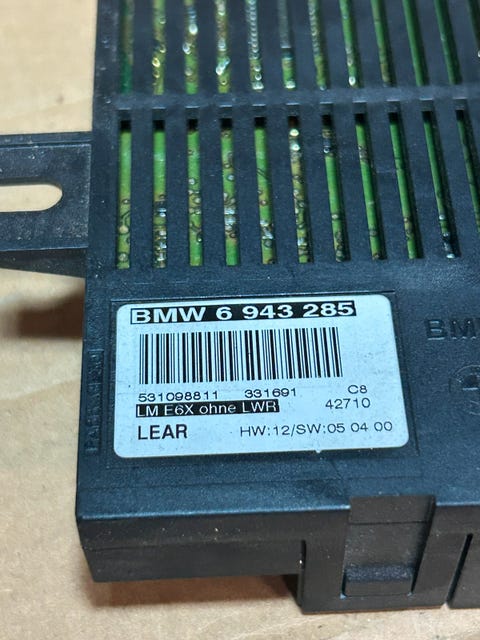 BMW 6 943 285
531098811 331691 C8
LM E6X ohne LWR 42710
LEAR HW:12/SW:05 04 00
BMW